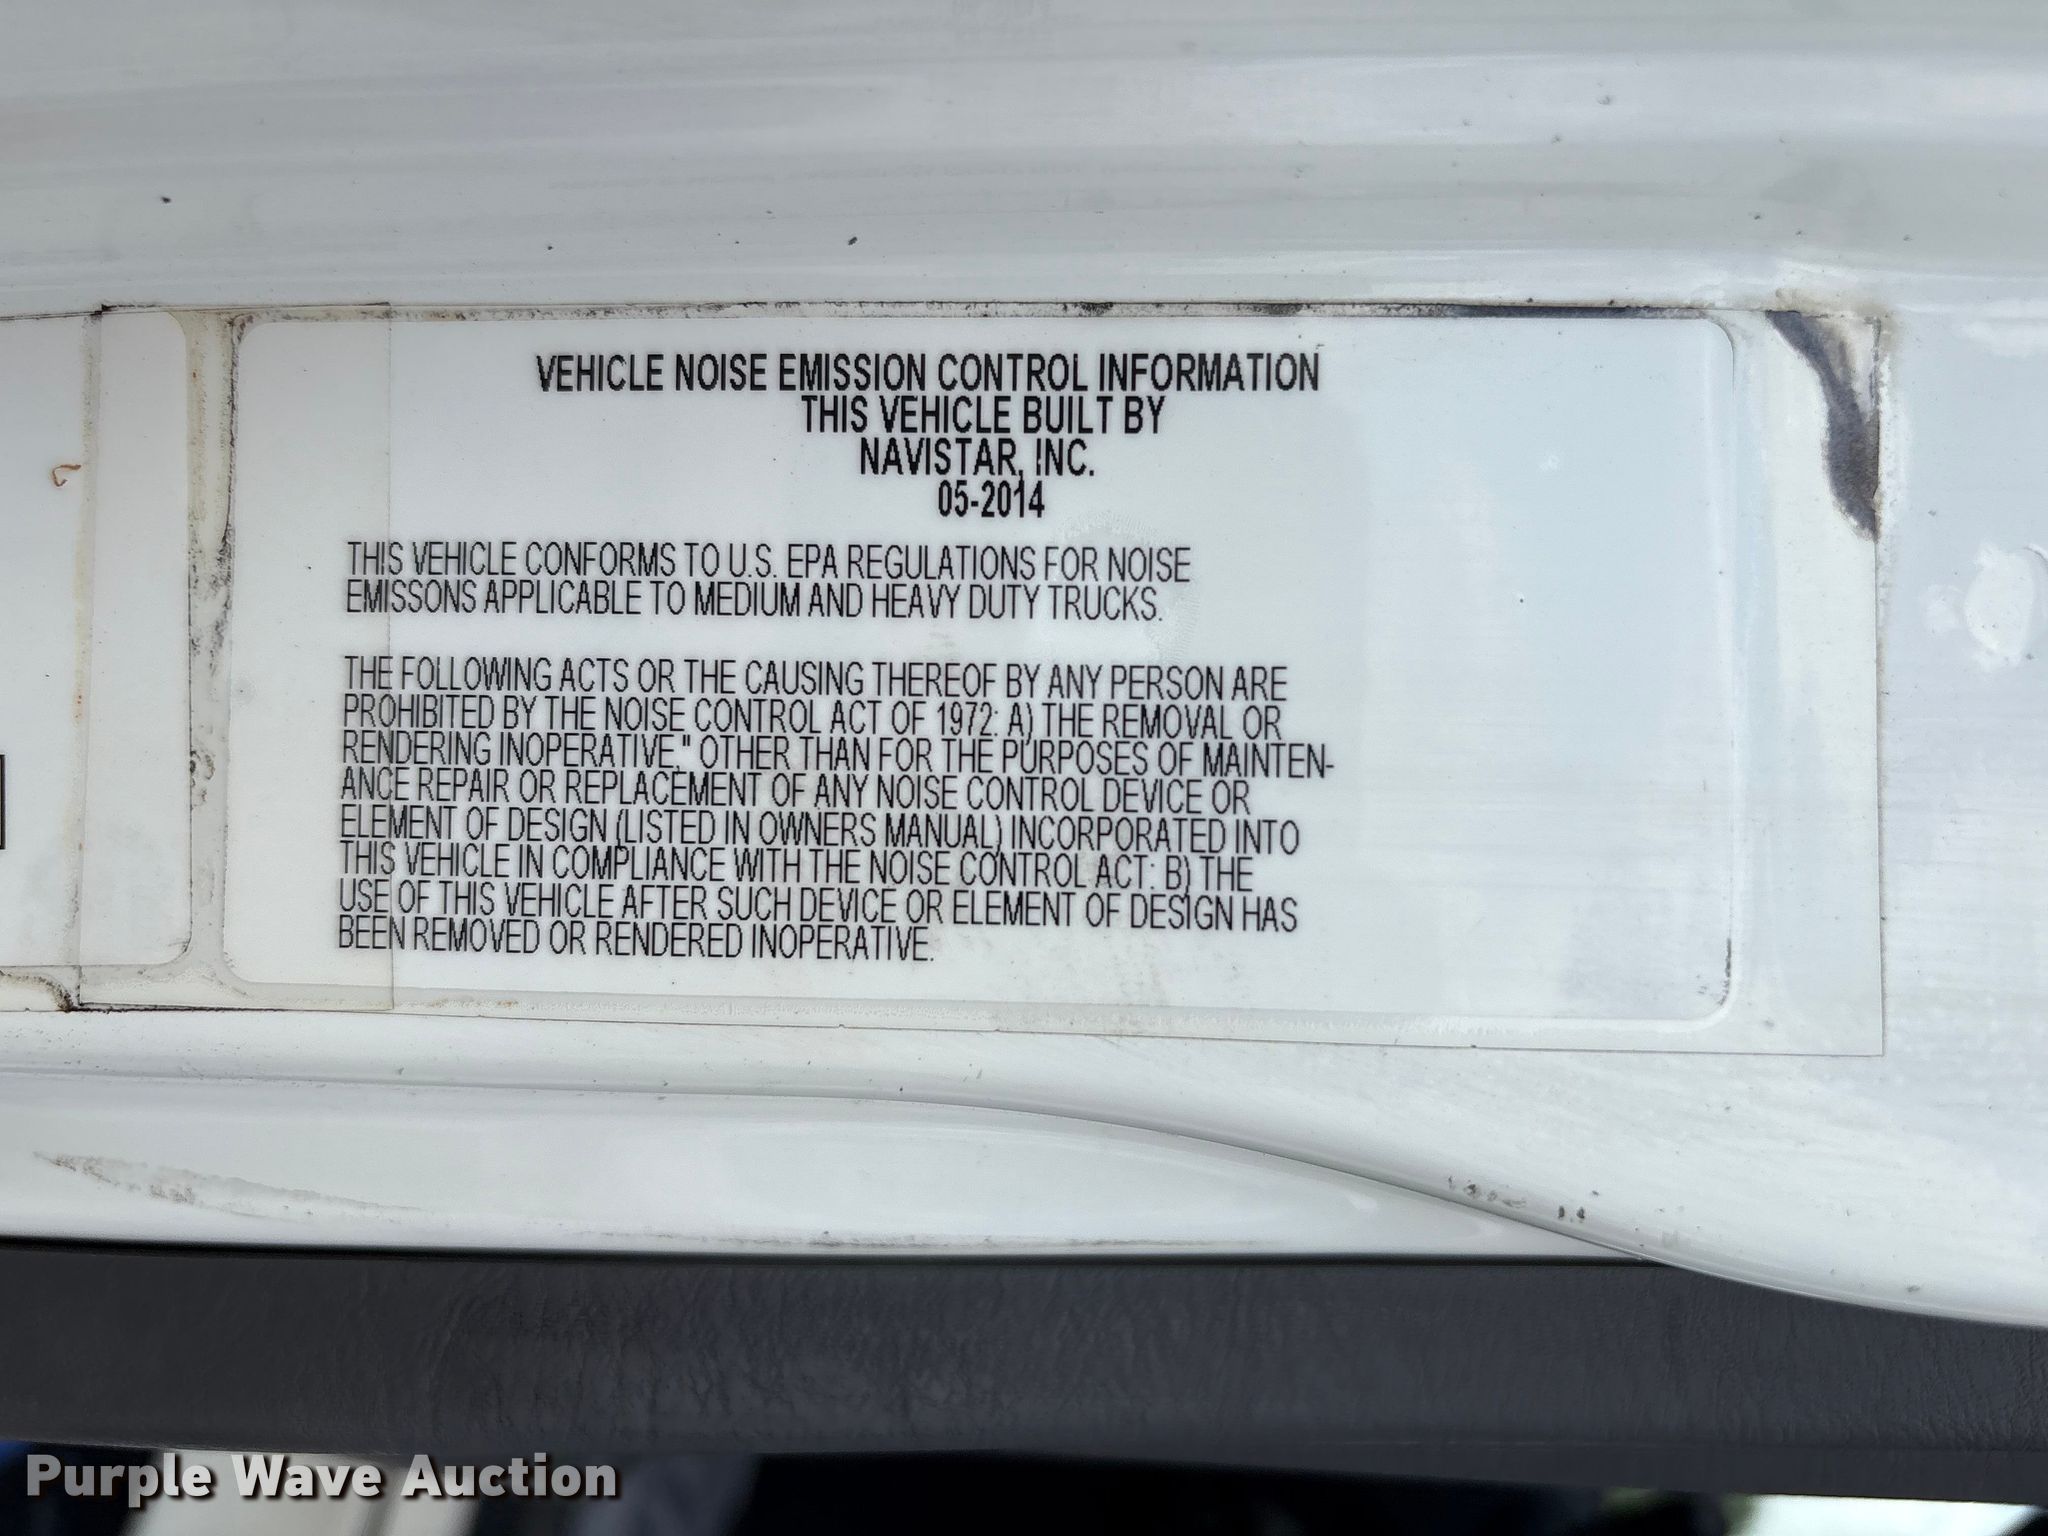 VEHICLE NOISE EMISSION CONTROL INFORMATION
THIS VEHICLE BUILT BY
NAVISTAR, INC.
05-2014
THIS VEHICLE CONFORMS TO U.S. EPA REGULATIONS FOR NOISE
EMISSONS APPLICABLE TO MEDIUM AND HEAVY DUTY TRUCKS.
THE FOLLOWING ACTS OR THE CAUSING THEREOF BY ANY PERSON ARE
PROHIBITED BY THE NOISE CONTROL ACT OF 1972: A) THE REMOVAL OR
RENDERING INOPERATIVE," OTHER THAN FOR THE PURPOSES OF MAINTEN-
ANCE REPAIR OR REPLACEMENT OF ANY NOISE CONTROL DEVICE OR
ELEMENT OF DESIGN (LISTED IN OWNERS MANUAL) INCORPORATED INTO
THIS VEHICLE IN COMPLIANCE WITH THE NOISE CONTROL ACT: B) THE
USE OF THIS VEHICLE AFTER SUCH DEVICE OR ELEMENT OF DESIGN HAS
BEEN REMOVED OR RENDERED INOPERATIVE.
Purple Wave Auction